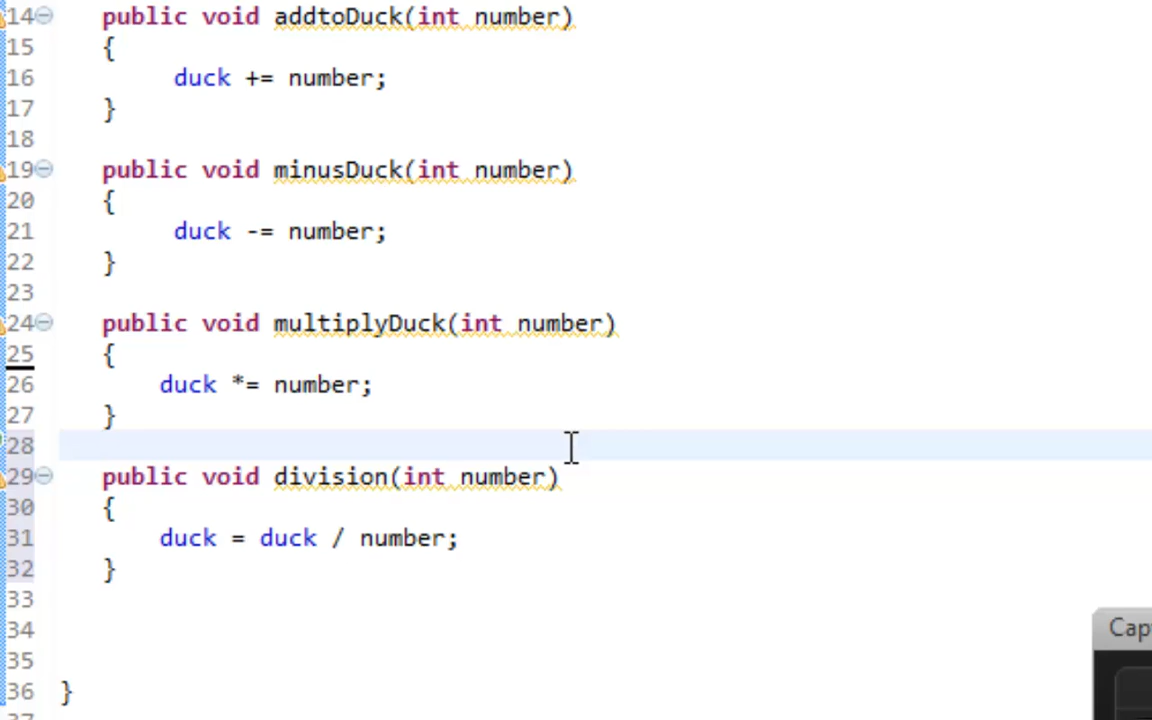 14 public void addtoDuck(int number)
15 {
16 duck += number;
17 }
18
19 public void minusDuck(int number)
20 {
21 duck -= number;
22 }
23
24 public void multiplyDuck(int number)
25 {
26 duck *= number;
27 }
28
29 public void division(int number)
30 {
31 duck = duck / number;
32 }
33
34 Cap
35
36 }